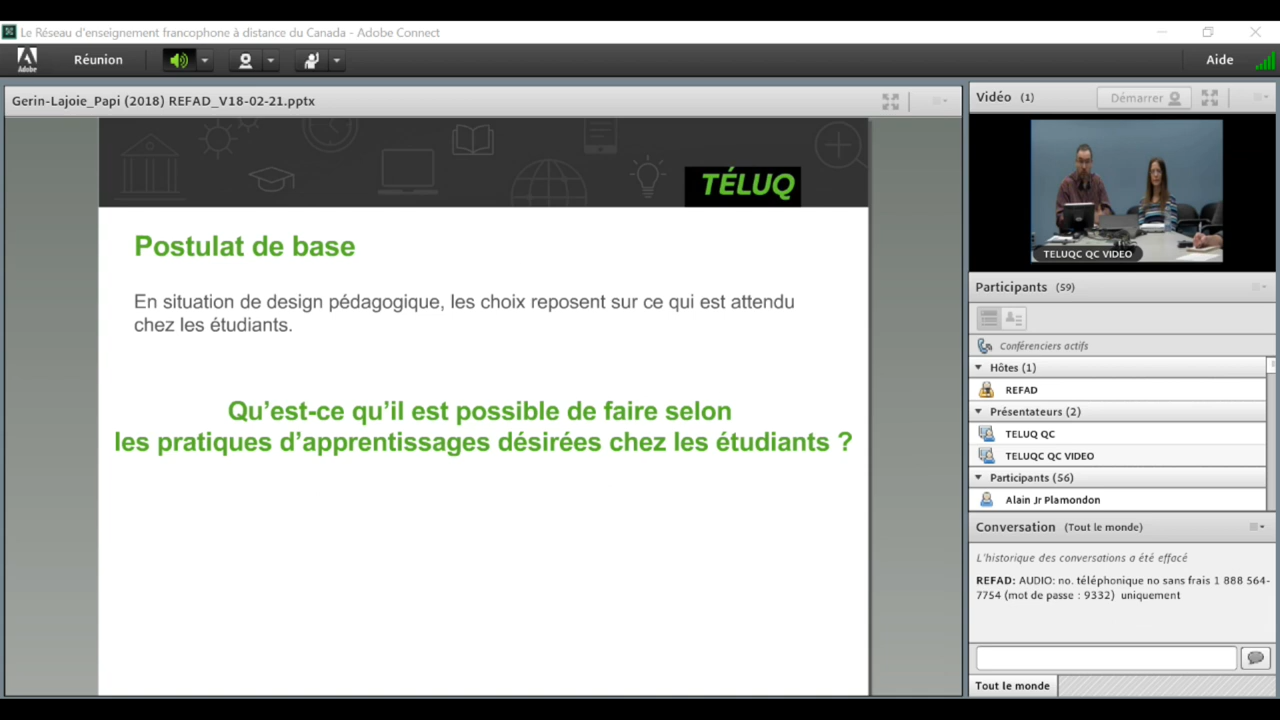 Le Réseau d'enseignement francophone à distance du Canada - Adobe Connect
Adobe
Réunion
Aide
Gerin-Lajoie_Papi (2018) REFAD_V18-02-21.pptx
TÉLUQ
Postulat de base
En situation de design pédagogique, les choix reposent sur ce qui est attendu
chez les étudiants.
Qu'est-ce qu'il est possible de faire selon
les pratiques d'apprentissages désirées chez les étudiants ?
Vidéo (1)
Démarrer
TELUQC QC VIDEO
Participants (59)
Conférenciers actifs
Hôtes (1)
REFAD
Présentateurs (2)
TELUQ QC
TELUQC QC VIDEO
Participants (56)
Alain Jr Plamondon
Conversation (Tout le monde)
L'historique des conversations a été effacé
REFAD: AUDIO: no. téléphonique no sans frais 1 888 564-
7754 (mot de passe : 9332) uniquement
Tout le monde